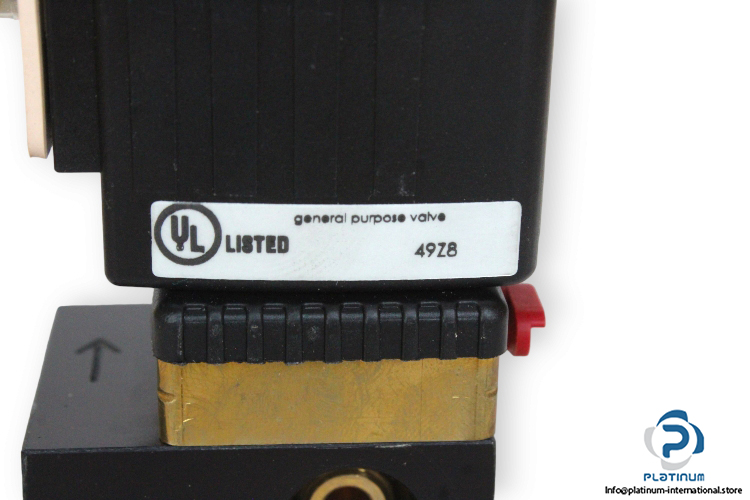 general purpose valve
UL LISTED
49Z8
PLATINUM
Info@platinum-international.store